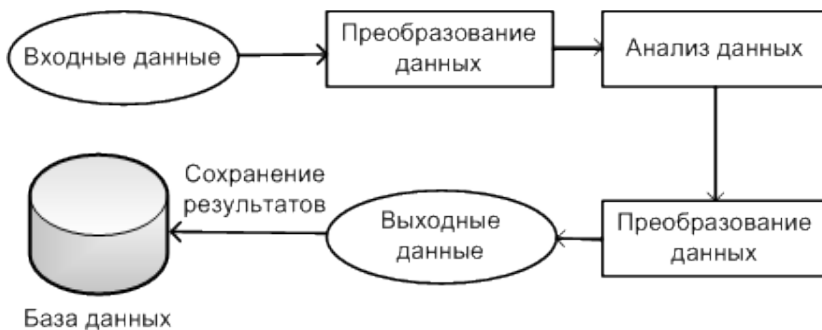 Входные данные
Преобразование
данных
Анализ данных
Сохранение
результатов
Выходные
данные
Преобразование
данных
База данных